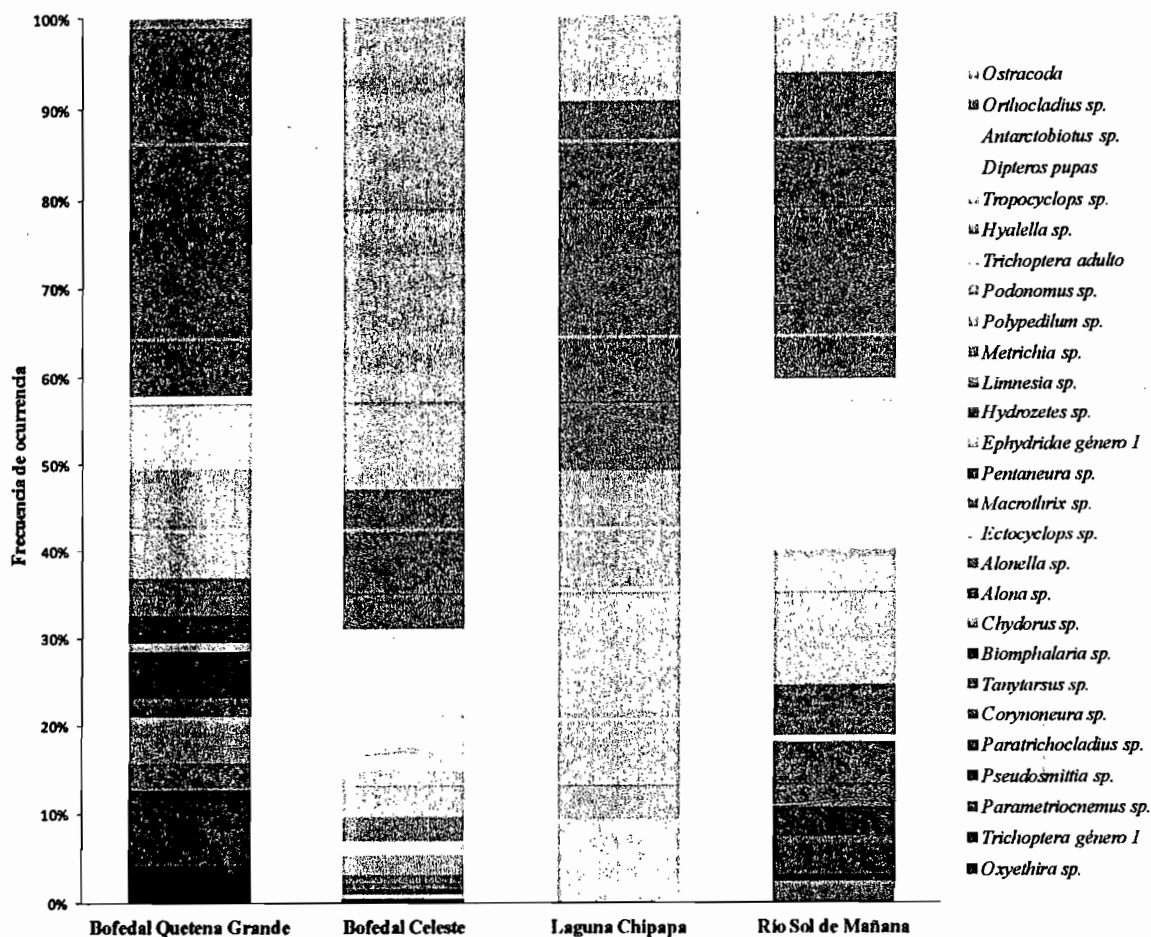 100%
90%
80%
70%
60%
50%
40%
30%
20%
10%
0%
Frecuencia de ocurrencia
Bofedal Quetena Grande
Bofedal Celeste
Laguna Chipapa
Río Sol de Mañana
Ostracoda
Orthocladius sp.
Antarctobiotus sp.
Dipteros pupas
Tropocyclops sp.
Hyalella sp.
Trichoptera adulto
Podonomus sp.
Polypedilum sp.
Metrichia sp.
Limnesia sp.
Hydrozetes sp.
Ephydridae género 1
Pentaneura sp.
Macrothrix sp.
Ectocyclops sp.
Alonella sp.
Alona sp.
Chydorus sp.
Biomphalaria sp.
Tanytarsus sp.
Corynoneura sp.
Paratrichocladius sp.
Pseudosmittia sp.
Parametriocnemus sp.
Trichoptera género 1
Oxyethira sp.